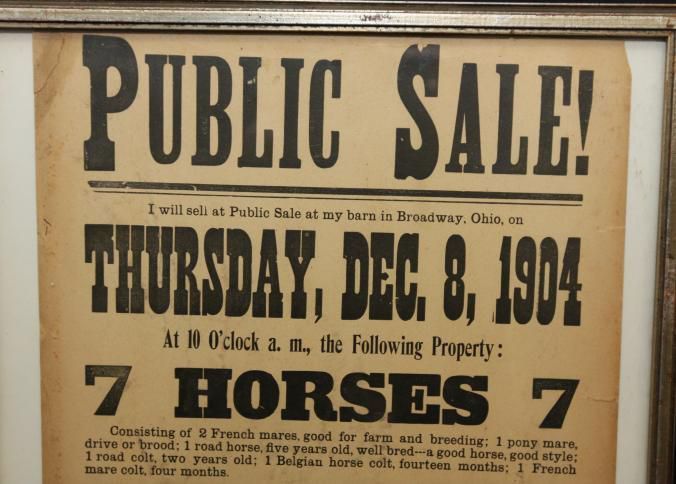 PUBLIC SALE!
I will sell at Public Sale at my barn in Broadway, Ohio, on
THURSDAY, DEC. 8, 1904
At 10 O'clock a. m., the Following Property:
7 HORSES 7
Consisting of 2 French mares, good for farm and breeding; 1 pony mare,
drive or brood; 1 road horse, five years old, well bred---a good horse, good style;
1 road colt, two years old; 1 Belgian horse colt, fourteen months; 1 French
mare colt, four months.